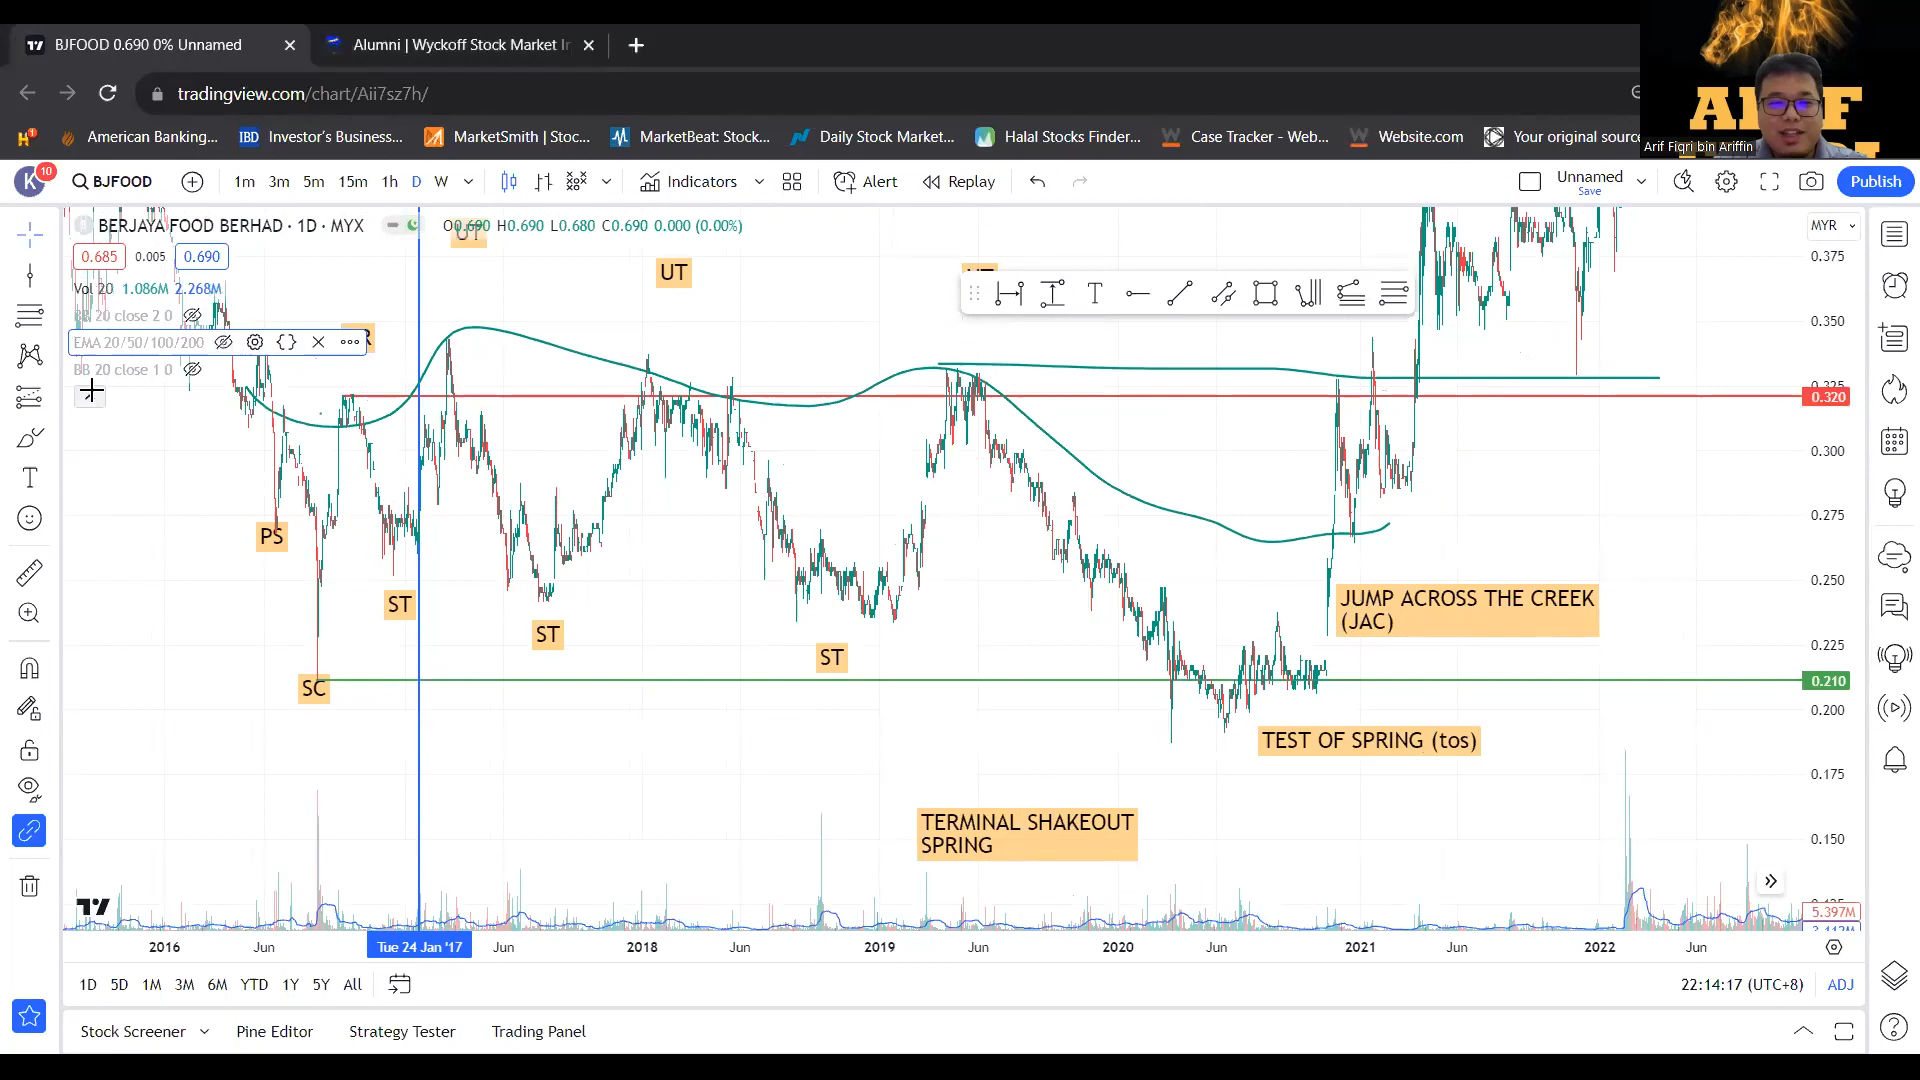 BJFOOD 0.690 0% Unnamed
Alumni | Wyckoff Stock Market In
tradingview.com/chart/Aii7sz7h/
American Banking...
IBD Investor's Business...
MarketSmith | Stoc...
MarketBeat: Stock...
Daily Stock Market...
Halal Stocks Finder...
Case Tracker - Web...
Website.com
Your original source
Arif Fiqri bin Ariffin
K 10
BJFOOD
1m 3m 5m 15m 1h D W
Indicators
Alert
Replay
Unnamed
Save
Publish
BERJAYA FOOD BERHAD · 1D · MYX
O0.690 H0.690 L0.680 C0.690 0.000 (0.00%)
MYR
0.685 0.005 0.690
Vol 20 1.086M 2.268M
BB 20 close 2 0
EMA 20/50/100/200
BB 20 close 1 0
UT
UT
UT
PS
SC
ST
ST
ST
JUMP ACROSS THE CREEK
(JAC)
TEST OF SPRING (tos)
TERMINAL SHAKEOUT
SPRING
0.375
0.350
0.325
0.320
0.300
0.275
0.250
0.225
0.210
0.200
0.175
0.150
5.397M
2016 Jun Tue 24 Jan '17 Jun 2018 Jun 2019 Jun 2020 Jun 2021 Jun 2022 Jun
1D 5D 1M 3M 6M YTD 1Y 5Y All
22:14:17 (UTC+8) ADJ
Stock Screener Pine Editor Strategy Tester Trading Panel